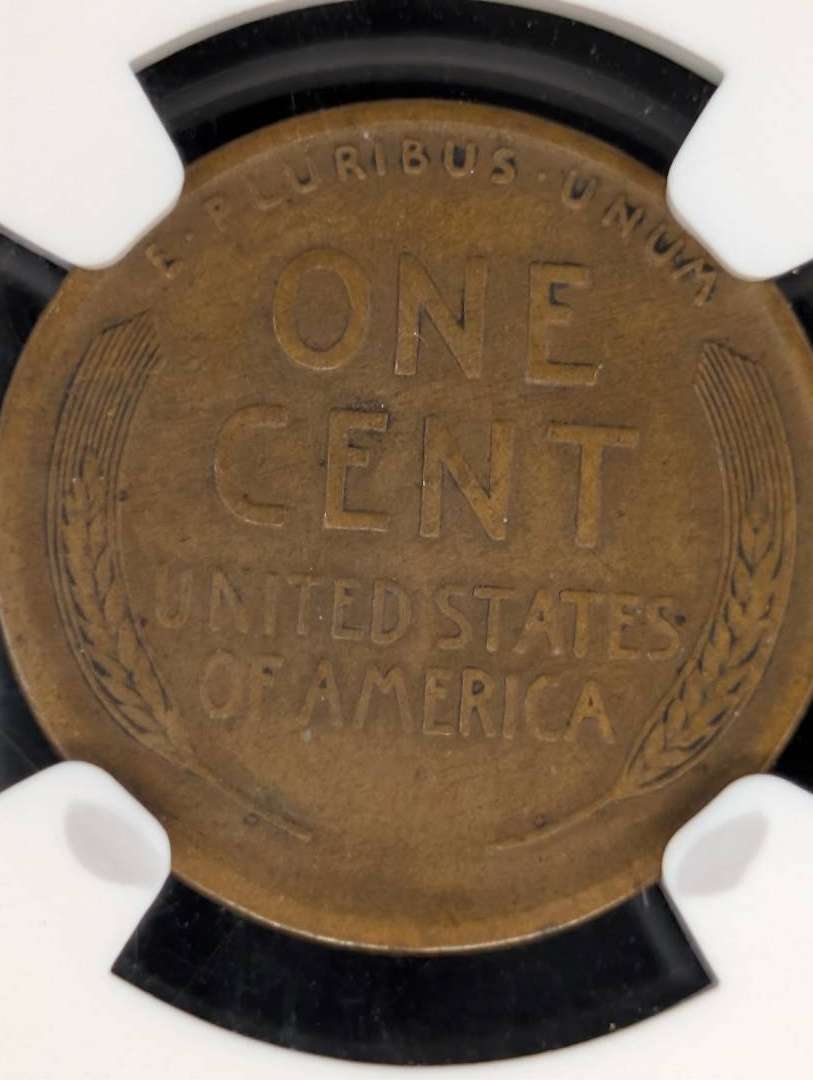 E·PLURIBUS·UNUM
ONE
CENT
UNITED STATES
OF AMERICA